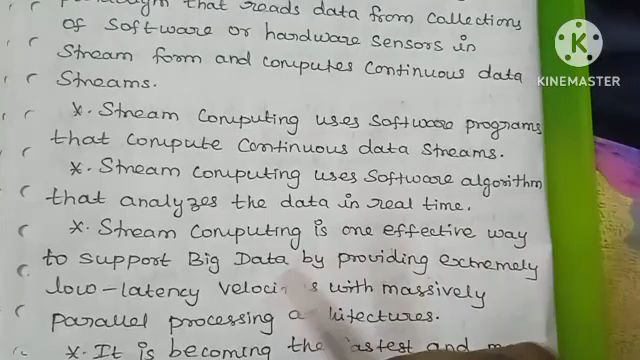 that reads data from collections
of software or hardware sensors in
stream form and computes continuous data
streams.
*. Stream Computing uses software programs
that compute continuous data streams.
*. Stream Computing uses software algorithm
that analyzes the data in real time.
*. Stream Computing is one effective way
to support Big Data by providing extremely
low-latency with massively
parallel processing
*. It is becoming the and
KINEMASTER